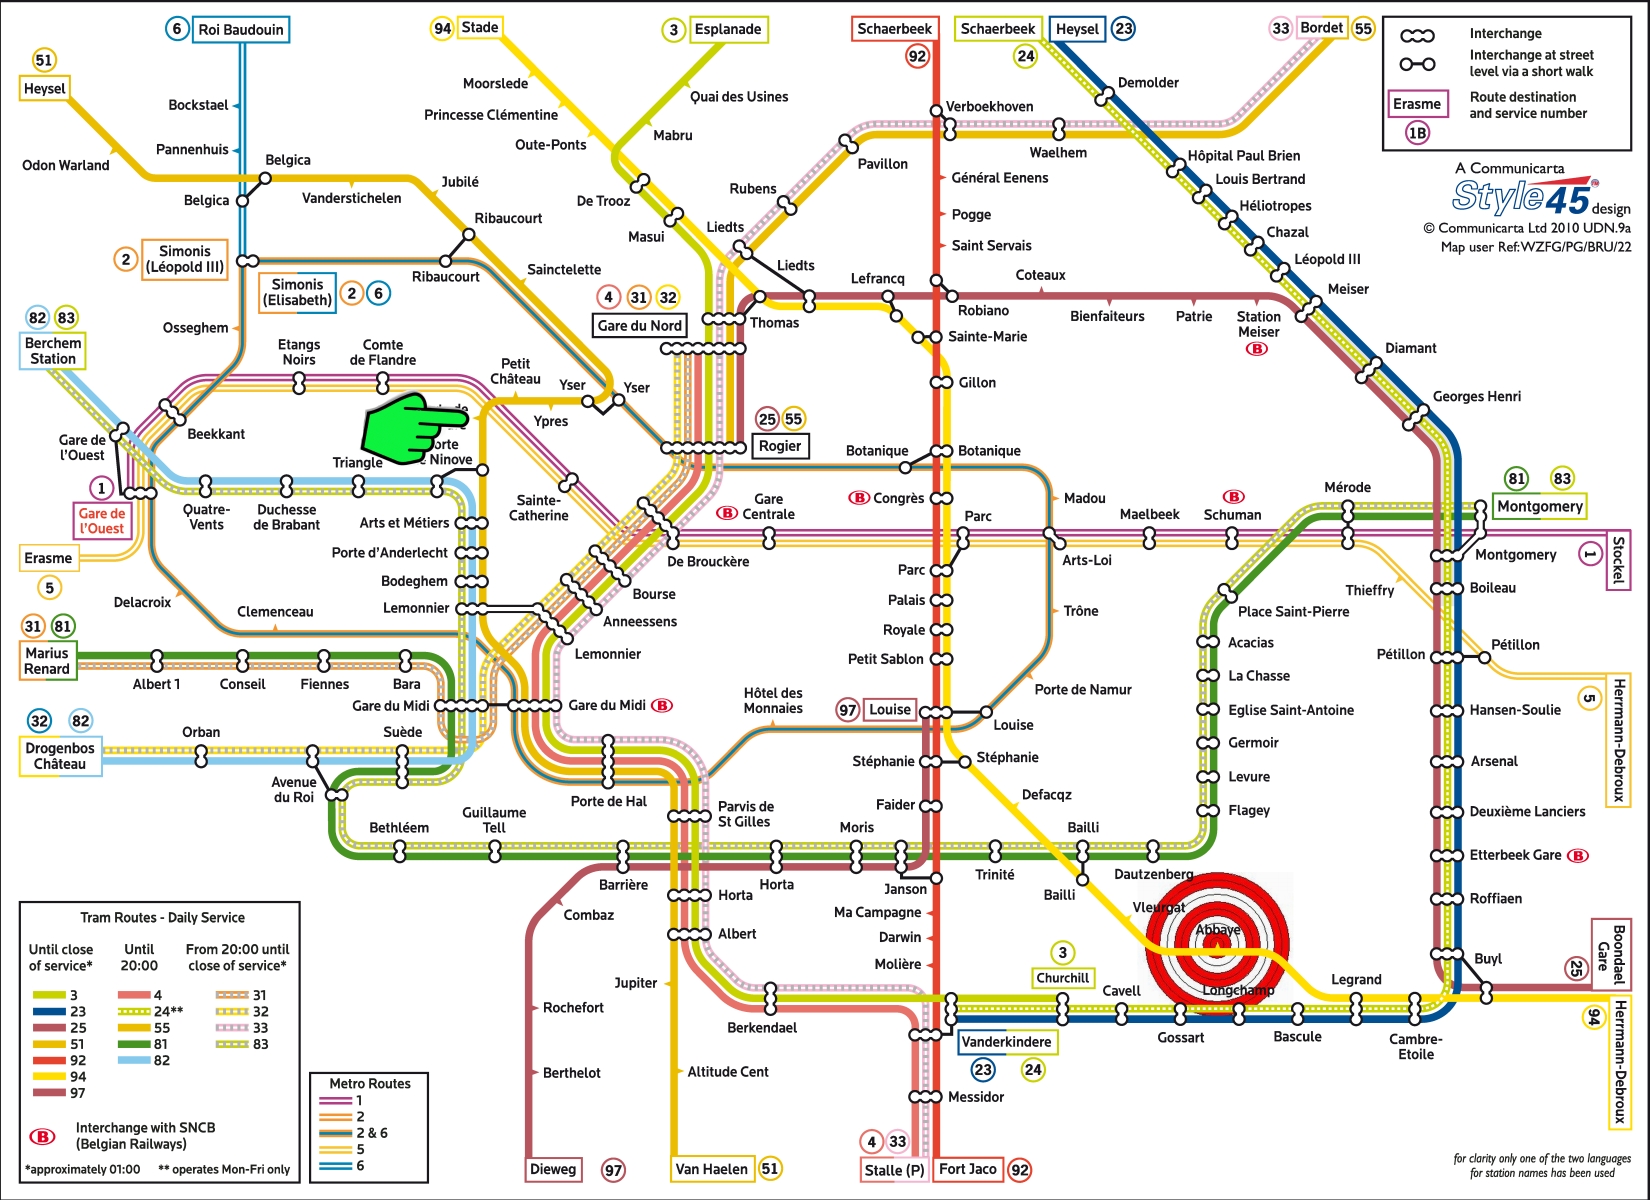 6 Roi Baudouin
94 Stade
3 Esplanade
Schaerbeek
92
Schaerbeek
24
Heysel 23
33 Bordet 55
Interchange
Interchange at street
level via a short walk
Erasme
1B
Route destination
and service number
A Communicarta
Style45 design
© Communicarta Ltd 2010 UDN.9a
Map user Ref:WZFG/PG/BRU/22
51
Heysel
Odon Warland
Bockstael
Pannenhuis
Belgica
Belgica
Vanderstichelen
Jubilé
Ribaucourt
Ribaucourt
Sainctelette
2 Simonis
(Léopold III)
Simonis
(Elisabeth) 2 6
Osseghem
Moorslede
Princesse Clémentine
Oute-Ponts
Quai des Usines
Mabru
De Trooz
Masui
Rubens
Liedts
Liedts
Pavillon
Verboekhoven
Waelhem
Général Eenens
Pogge
Saint Servais
Lefrancq
Robiano
Coteaux
Bienfaiteurs
Patrie
Station
Meiser
B
Thomas
Sainte-Marie
Gillon
Demolder
Hôpital Paul Brien
Louis Bertrand
Héliotropes
Chazal
Léopold III
Meiser
Diamant
Georges Henri
4 31 32
Gare du Nord
82 83
Berchem
Station
Etangs
Noirs
Comte
de Flandre
Petit
Château
Yser
Yser
Ypres
Beekkant
Gare de
l'Ouest
1
Gare de
l'Ouest
Triangle
orte
Ninove
Quatre-
Vents
Duchesse
de Brabant
Sainte-
Catherine
25 55
Rogier
Botanique
Botanique
B Congrès
B
Gare
Centrale
Madou
Parc
Parc
Maelbeek
B
Schuman
Mérode
81 83
Montgomery
Montgomery
1
Stockel
Arts-Loi
De Brouckère
Erasme
5
Arts et Métiers
Porte d'Anderlecht
Bodeghem
Lemonnier
Lemonnier
Bourse
Anneessens
Delacroix
Clemenceau
Palais
Royale
Petit Sablon
Trône
Porte de Namur
Thieffry
Boileau
Pétillon
Pétillon
5
Herrmann-Debroux
Place Saint-Pierre
Acacias
La Chasse
Eglise Saint-Antoine
Germoir
Levure
Flagey
31 81
Marius
Renard
Albert 1
Conseil
Fiennes
Bara
Gare du Midi
Gare du Midi B
Hôtel des
Monnaies
97 Louise
Louise
Stéphanie
Stéphanie
Faider
Defacqz
Hansen-Soulie
Arsenal
Deuxième Lanciers
Etterbeek Gare B
Roffiaen
32 82
Drogenbos
Château
Orban
Suède
Avenue
du Roi
Porte de Hal
Parvis de
St Gilles
Bethléem
Guillaume
Tell
Barrière
Horta
Horta
Moris
Janson
Trinité
Bailli
Bailli
Dautzenberg
Vleurgat
Abbaye
Combaz
Albert
Ma Campagne
Darwin
Molière
Jupiter
Berkendael
3
Churchill
Cavell
Longchamp
Gossart
Bascule
Legrand
Cambre-
Etoile
Buyl
25
Boondael
Gare
94
Herrmann-Debroux
Vanderkindere
23 24
Messidor
Rochefort
Berthelot
Altitude Cent
Dieweg 97
Van Haelen 51
4 33
Stalle (P)
Fort Jaco 92
Tram Routes - Daily Service
Until close
of service*
Until
20:00
From 20:00 until
close of service*
3 4 31
23 24** 32
25 55 33
51 81 83
92 82
94
97
B Interchange with SNCB
(Belgian Railways)
*approximately 01:00 ** operates Mon-Fri only
Metro Routes
1
2
2 & 6
5
6
for clarity only one of the two languages
for station names has been used